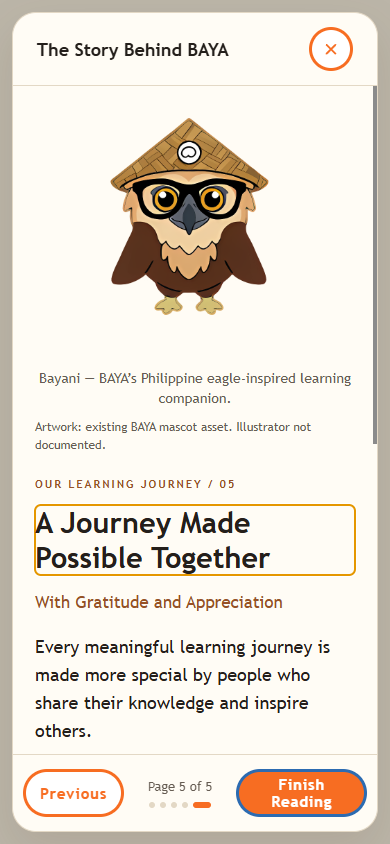 The Story Behind BAYA
Bayani — BAYA’s Philippine eagle-inspired learning
companion.
Artwork: existing BAYA mascot asset. Illustrator not
documented.
OUR LEARNING JOURNEY / 05
A Journey Made
Possible Together
With Gratitude and Appreciation
Every meaningful learning journey is
made more special by people who
share their knowledge and inspire
others.
Previous
Page 5 of 5
Finish
Reading